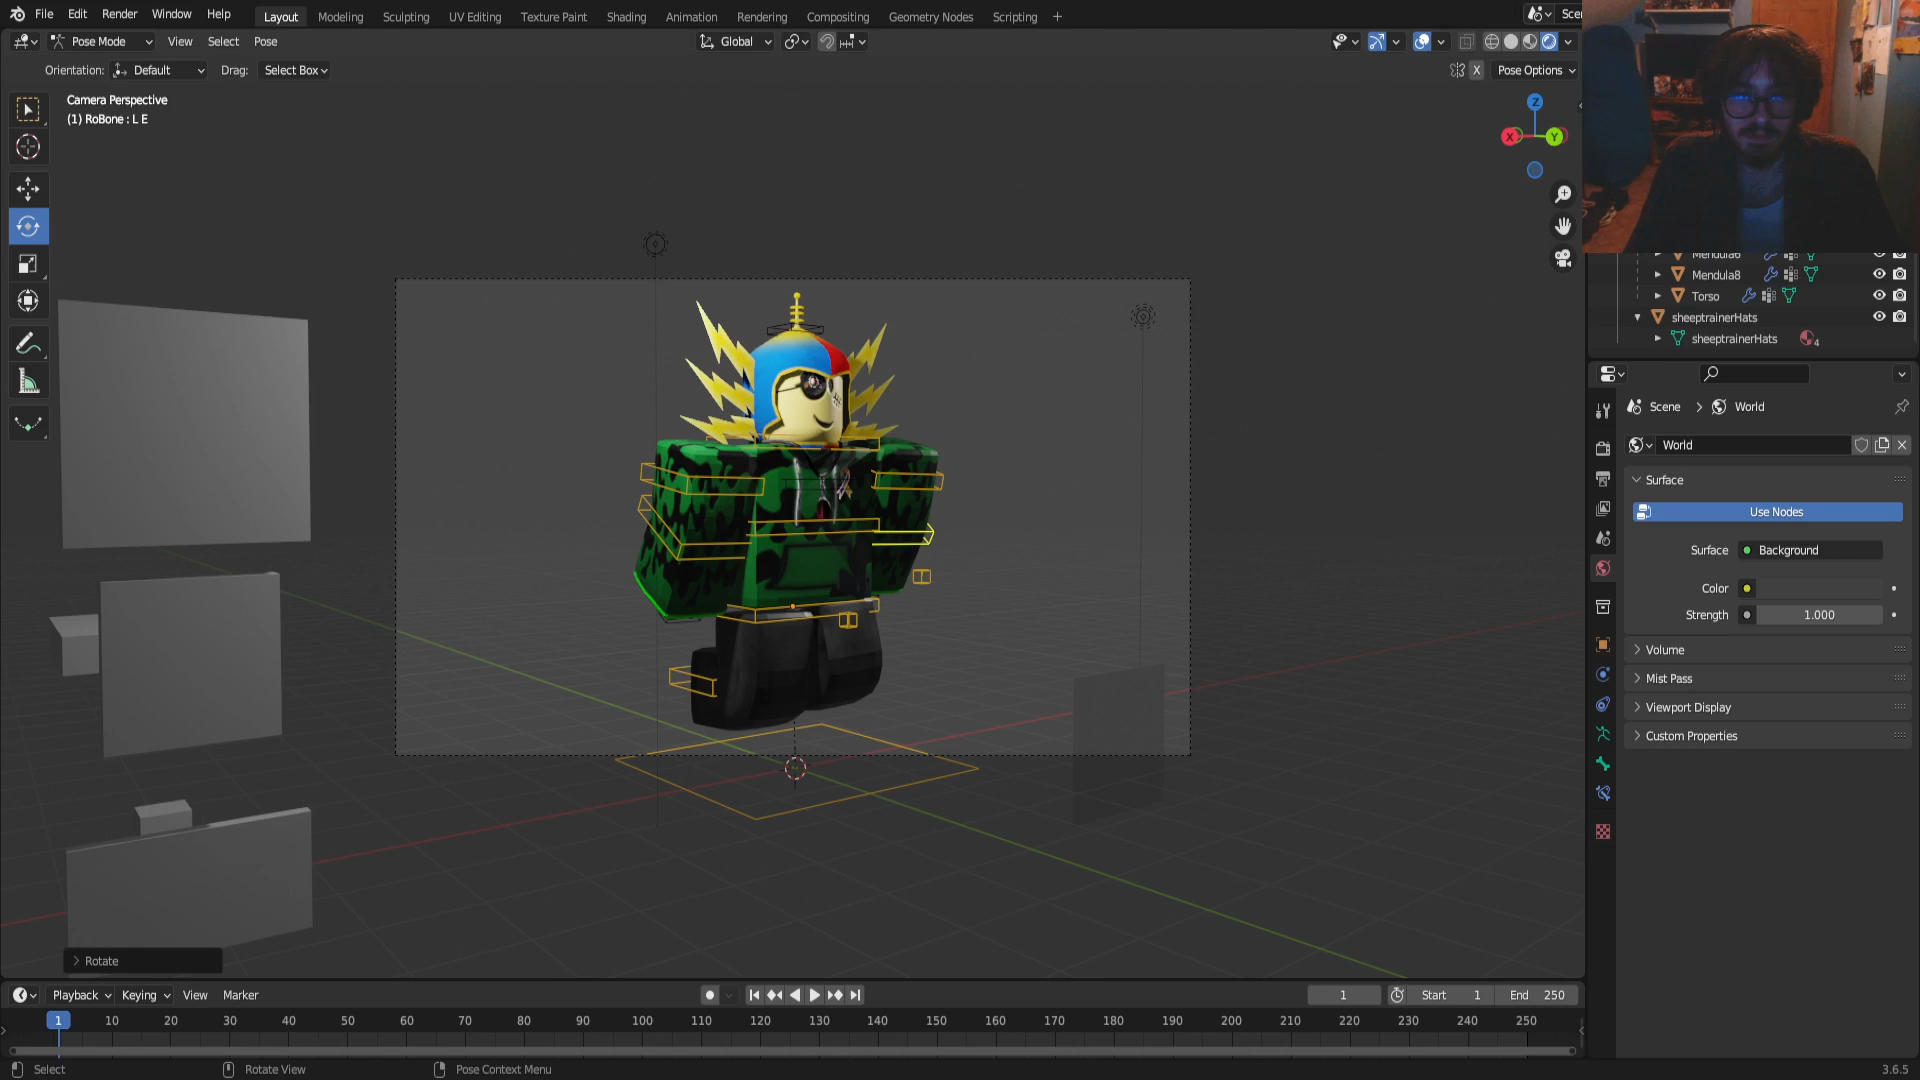 File Edit Render Window Help Layout Modeling Sculpting UV Editing Texture Paint Shading Animation Rendering Compositing Geometry Nodes Scripting +
Pose Mode View Select Pose Global
Orientation: Default Drag: Select Box X Pose Options
Camera Perspective
(1) RoBone : L E
Z
X Y
Mendula6
Mendula8
Torso
sheeptrainerHats
sheeptrainerHats 4
Scene > World
World
Surface
Use Nodes
Surface Background
Color
Strength 1.000
Volume
Mist Pass
Viewport Display
Custom Properties
> Rotate
Playback Keying View Marker 1 Start 1 End 250
1 10 20 30 40 50 60 70 80 90 100 110 120 130 140 150 160 170 180 190 200 210 220 230 240 250
Select Rotate View Pose Context Menu 3.6.5